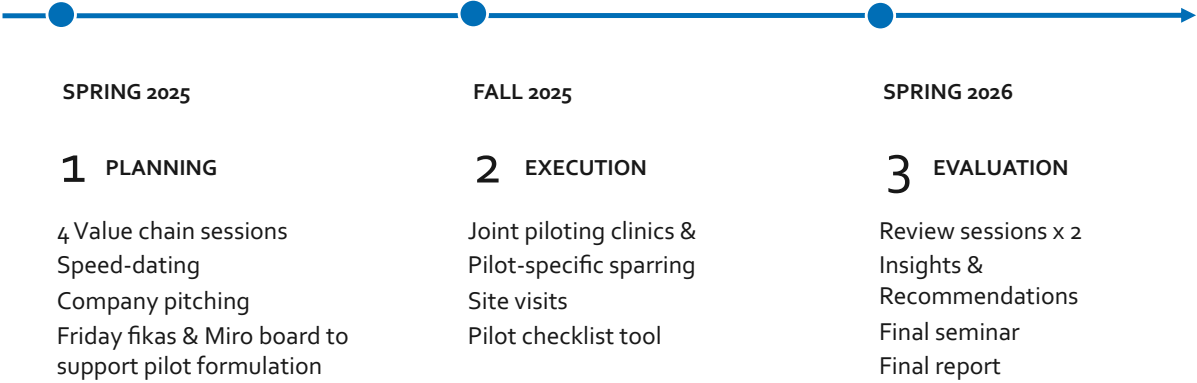 SPRING 2025
1 PLANNING
4 Value chain sessions
Speed-dating
Company pitching
Friday fikas & Miro board to
support pilot formulation
FALL 2025
2 EXECUTION
Joint piloting clinics &
Pilot-specific sparring
Site visits
Pilot checklist tool
SPRING 2026
3 EVALUATION
Review sessions x 2
Insights &
Recommendations
Final seminar
Final report